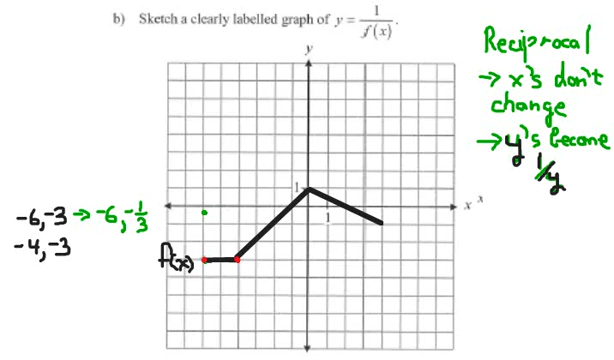 b) Sketch a clearly labelled graph of y = 1/f(x).
y
Reciprocal
→ x's don't
change
→ y's become
1/y
1
1
x x
-6,-3 → -6,-1/3
-4,-3
f(x)